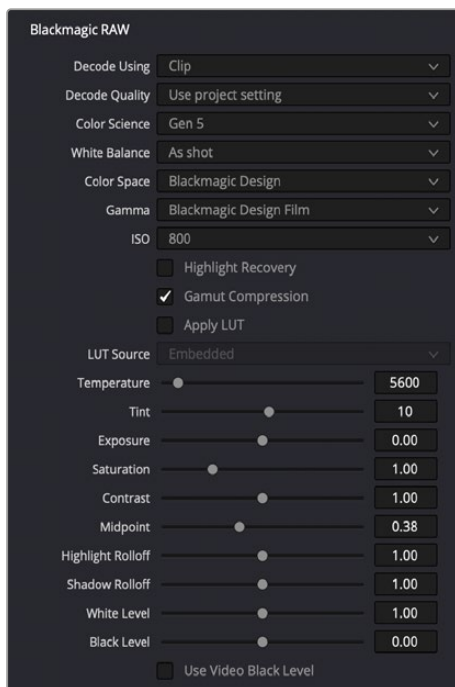 Blackmagic RAW
Decode Using Clip
Decode Quality Use project setting
Color Science Gen 5
White Balance As shot
Color Space Blackmagic Design
Gamma Blackmagic Design Film
ISO 800
Highlight Recovery
Gamut Compression
Apply LUT
LUT Source Embedded
Temperature 5600
Tint 10
Exposure 0.00
Saturation 1.00
Contrast 1.00
Midpoint 0.38
Highlight Rolloff 1.00
Shadow Rolloff 1.00
White Level 1.00
Black Level 0.00
Use Video Black Level